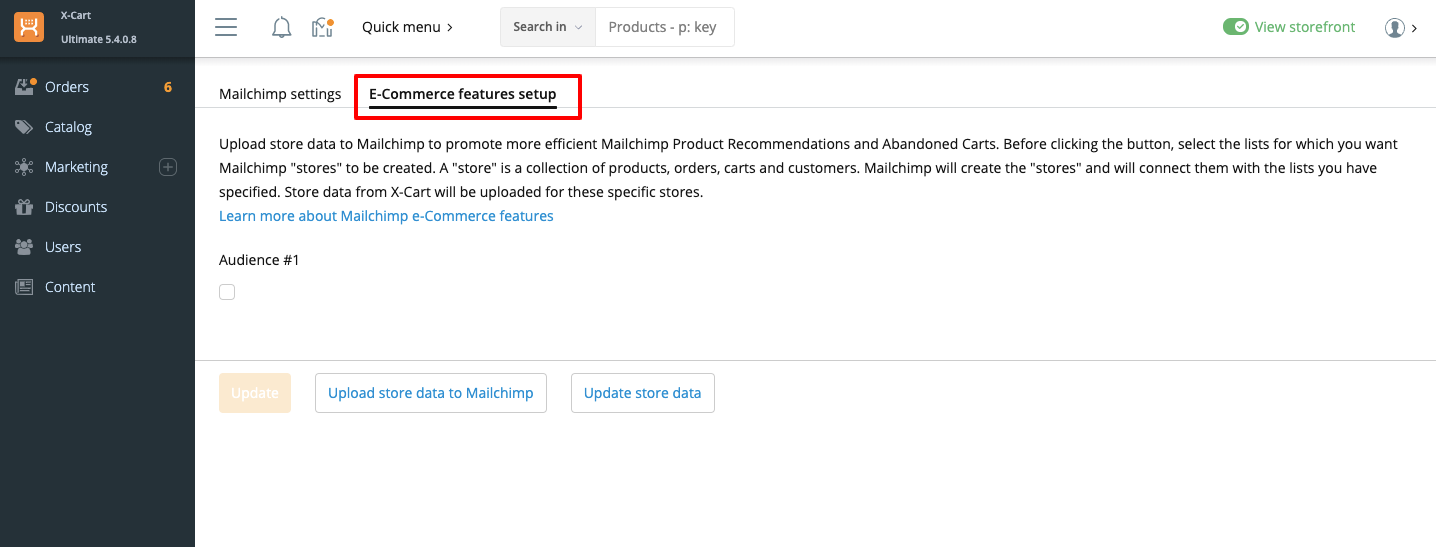 X-Cart
Ultimate 5.4.0.8
Quick menu
Search in
Products - p: key
View storefront
Orders
6
Catalog
Marketing
Discounts
Users
Content
Mailchimp settings
E-Commerce features setup
Upload store data to Mailchimp to promote more efficient Mailchimp Product Recommendations and Abandoned Carts. Before clicking the button, select the lists for which you want
Mailchimp "stores" to be created. A "store" is a collection of products, orders, carts and customers. Mailchimp will create the "stores" and will connect them with the lists you have
specified. Store data from X-Cart will be uploaded for these specific stores.
Learn more about Mailchimp e-Commerce features
Audience #1
Update
Upload store data to Mailchimp
Update store data